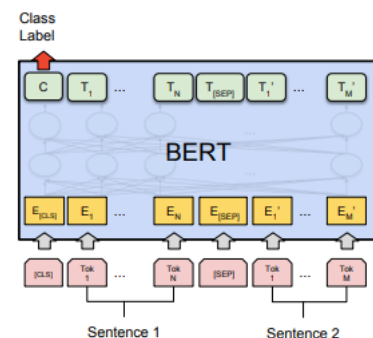 Class
Label
C T1 ... TN T[SEP] T1' ... TM'
BERT
E[CLS] E1 ... EN E[SEP] E1' ... EM'
[CLS] Tok 1 ... Tok N [SEP] Tok 1 ... Tok M
Sentence 1 Sentence 2